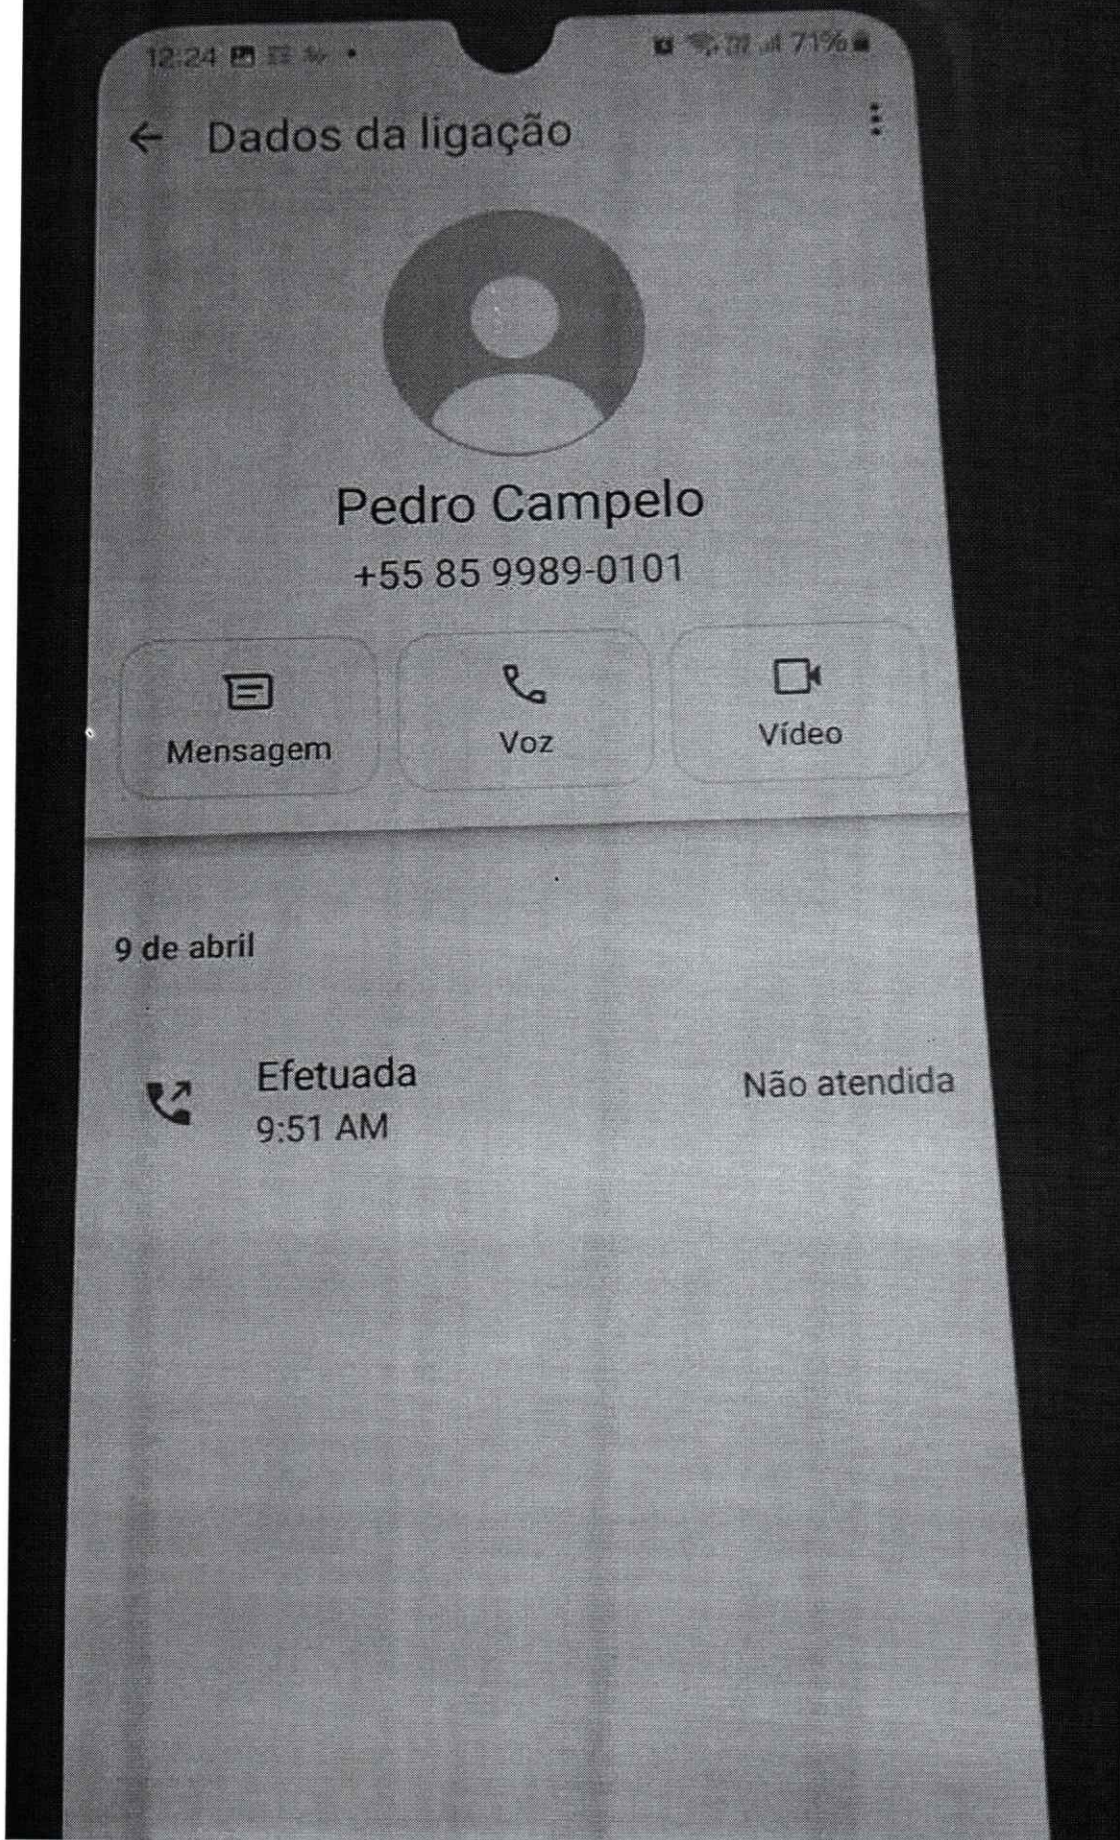 12:24
71%
Dados da ligação
Pedro Campelo
+55 85 9989-0101
Mensagem
Voz
Vídeo
9 de abril
Efetuada
Não atendida
9:51 AM